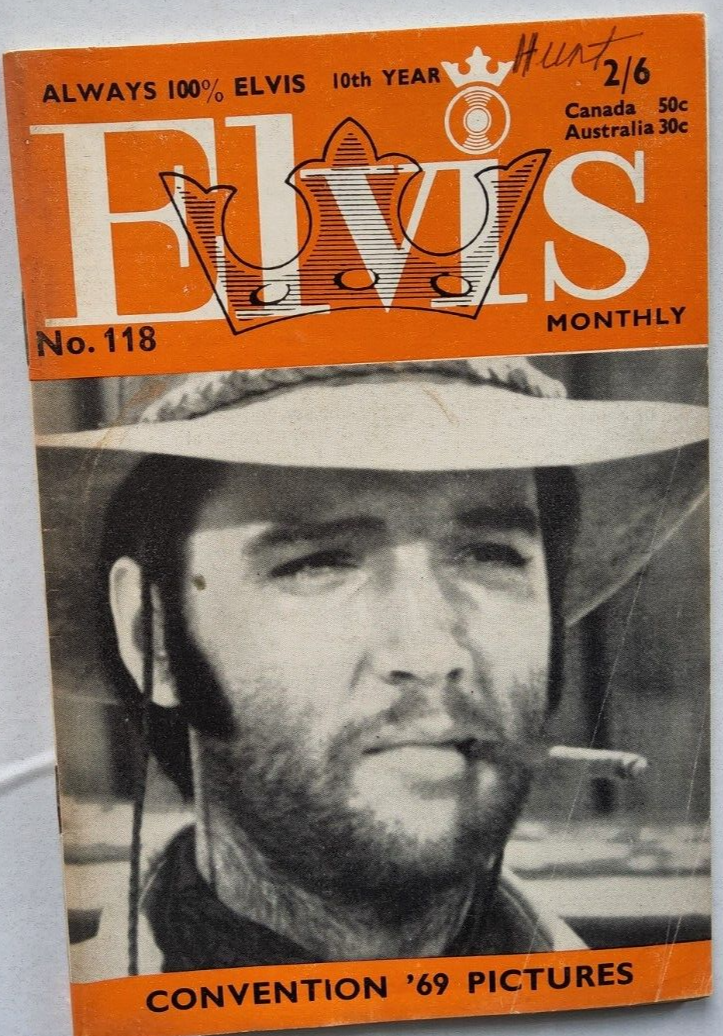 Hunt
ALWAYS 100% ELVIS 10th YEAR 2/6
Canada 50c
Australia 30c
Elvis
No. 118 MONTHLY
CONVENTION '69 PICTURES